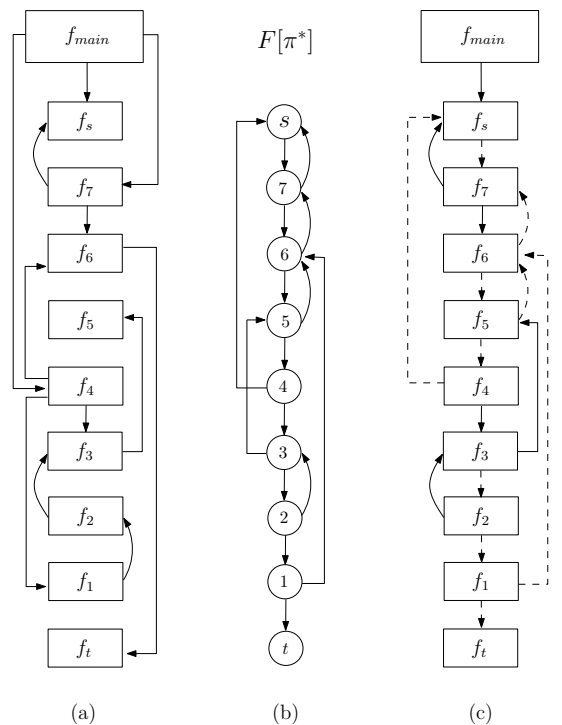 f_main
f_s
f_7
f_6
f_5
f_4
f_3
f_2
f_1
f_t
(a)
F[π*]
s
7
6
5
4
3
2
1
t
(b)
f_main
f_s
f_7
f_6
f_5
f_4
f_3
f_2
f_1
f_t
(c)